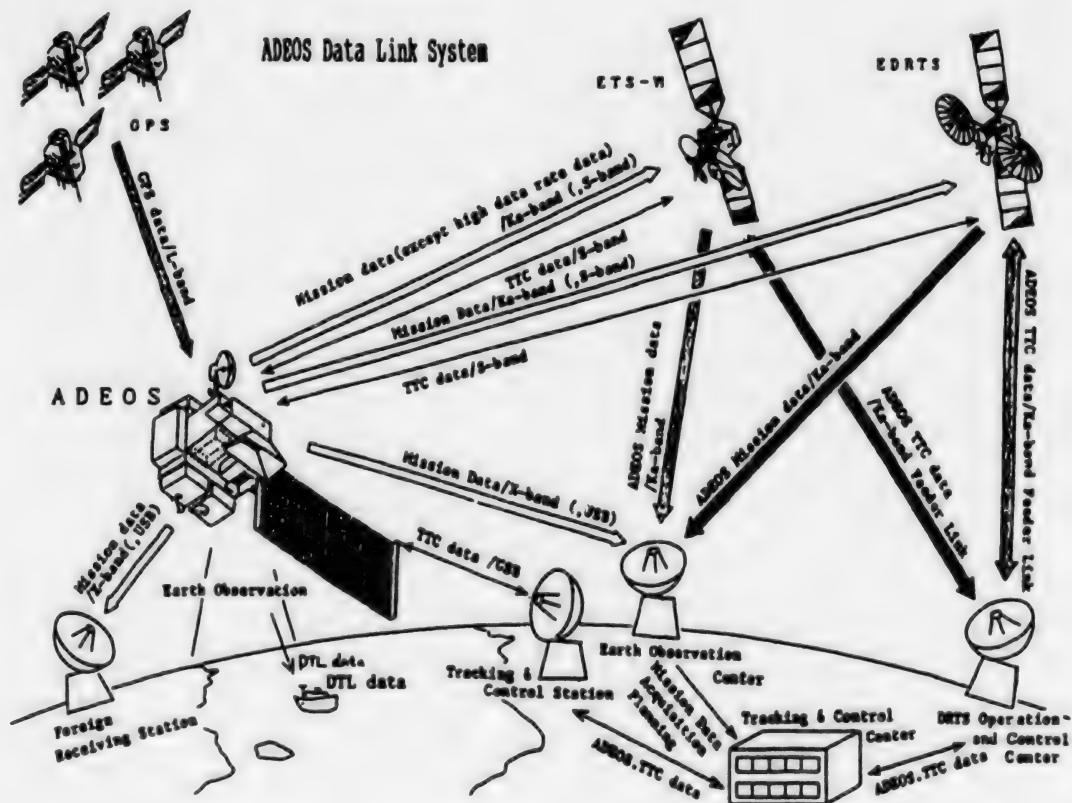 ADEOS Data Link System
ETS-VI
EDRTS
GPS
GPS data/L-band
Mission data(except high data rate data)
/Ka-band (,S-band)
TTC data/S-band
Mission Data/Ka-band (,S-band)
TTC data/S-band
ADEOS
ADEOS Mission data
/Ka-band
ADEOS Mission data/Ka-band
ADEOS TTC data
/Ka-band Feeder Link
ADEOS TTC data/Ka-band Feeder Link
Mission Data/X-band (,USB)
Mission data
/X-band(,USB)
TTC data /USB
Earth Observation
DTL data
DTL data
Foreign
Receiving Station
Tracking &
Control Station
Earth Observation
Center
Mission Data
Acquisition
Planning
Tracking & Control
Center
DRTS Operation-
and Control
Center
ADEOS.TTC data
ADEOS.TTC data